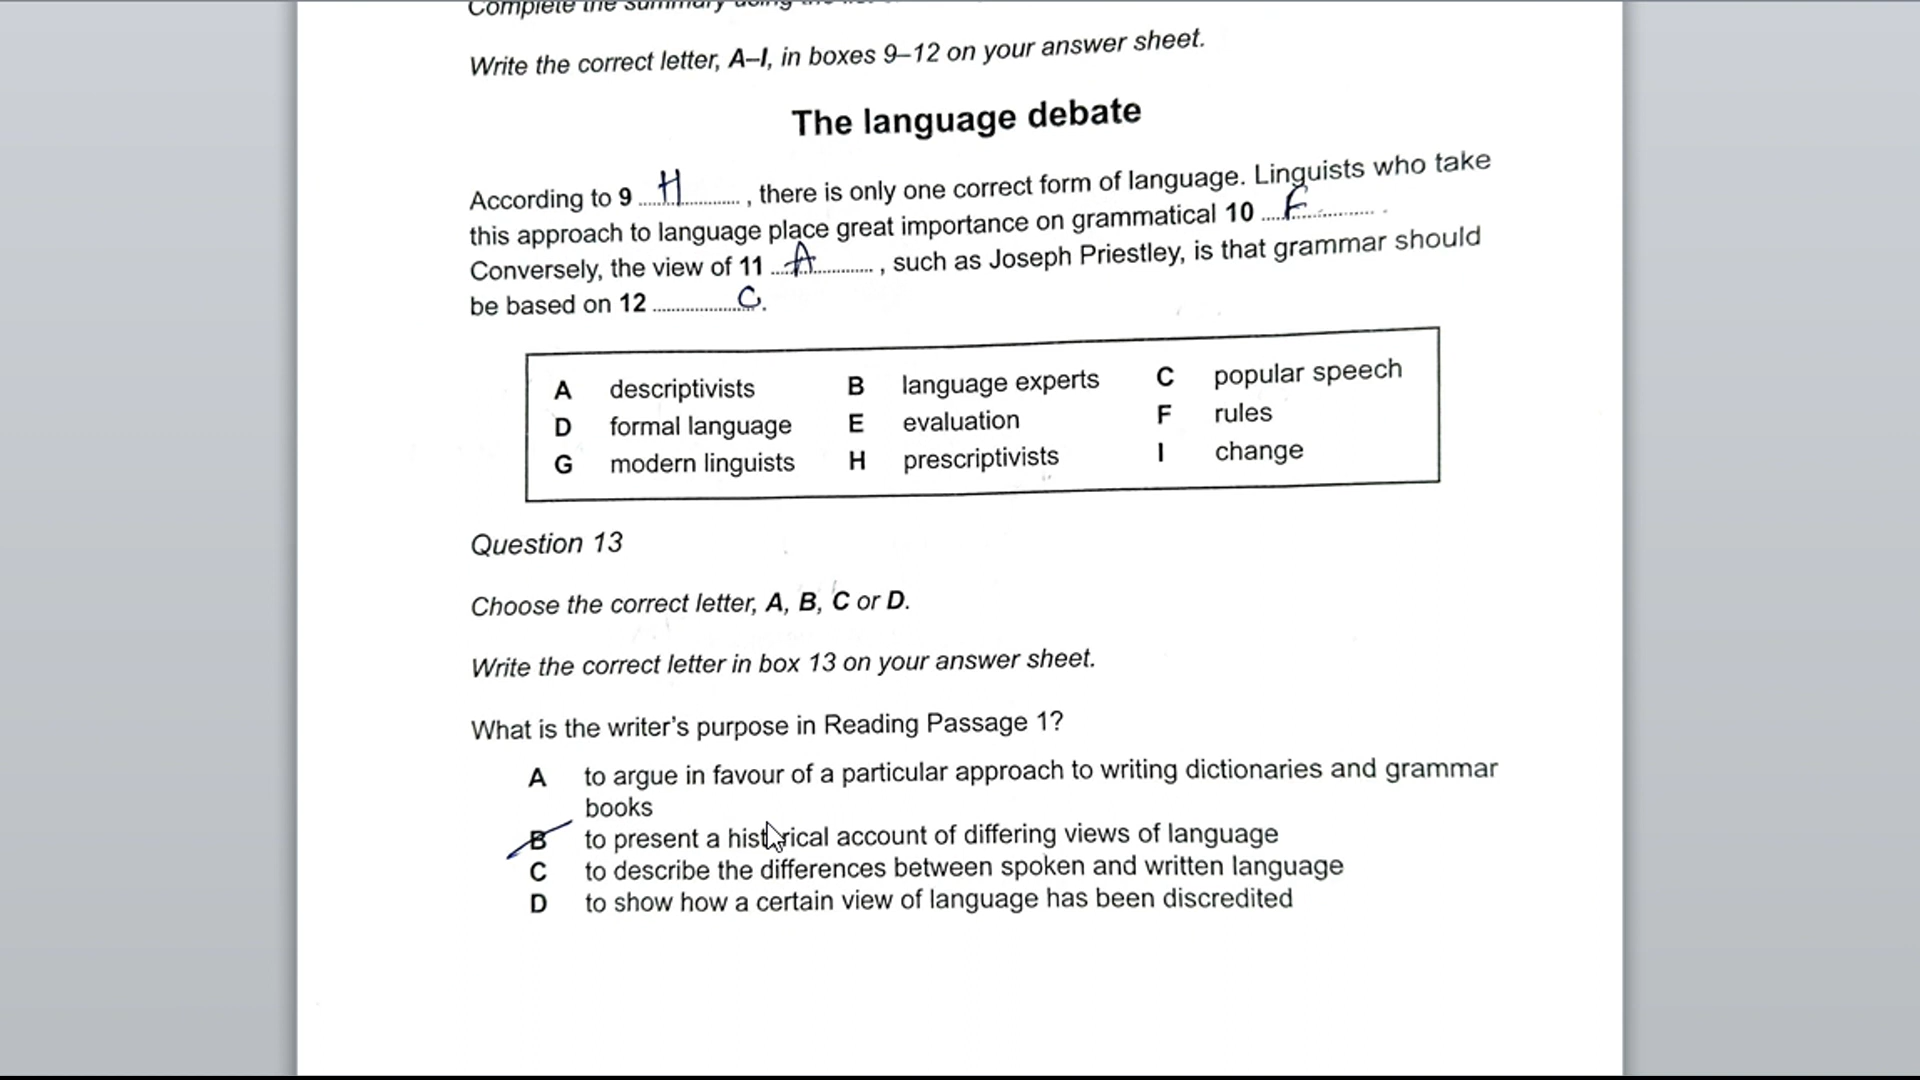 Complete the summary using the list of
Write the correct letter, A–I, in boxes 9–12 on your answer sheet.
The language debate
According to 9 H , there is only one correct form of language. Linguists who take
this approach to language place great importance on grammatical 10 F .
Conversely, the view of 11 A , such as Joseph Priestley, is that grammar should
be based on 12 C.
A descriptivists B language experts C popular speech
D formal language E evaluation F rules
G modern linguists H prescriptivists I change
Question 13
Choose the correct letter, A, B, C or D.
Write the correct letter in box 13 on your answer sheet.
What is the writer's purpose in Reading Passage 1?
A to argue in favour of a particular approach to writing dictionaries and grammar
books
B to present a historical account of differing views of language
C to describe the differences between spoken and written language
D to show how a certain view of language has been discredited